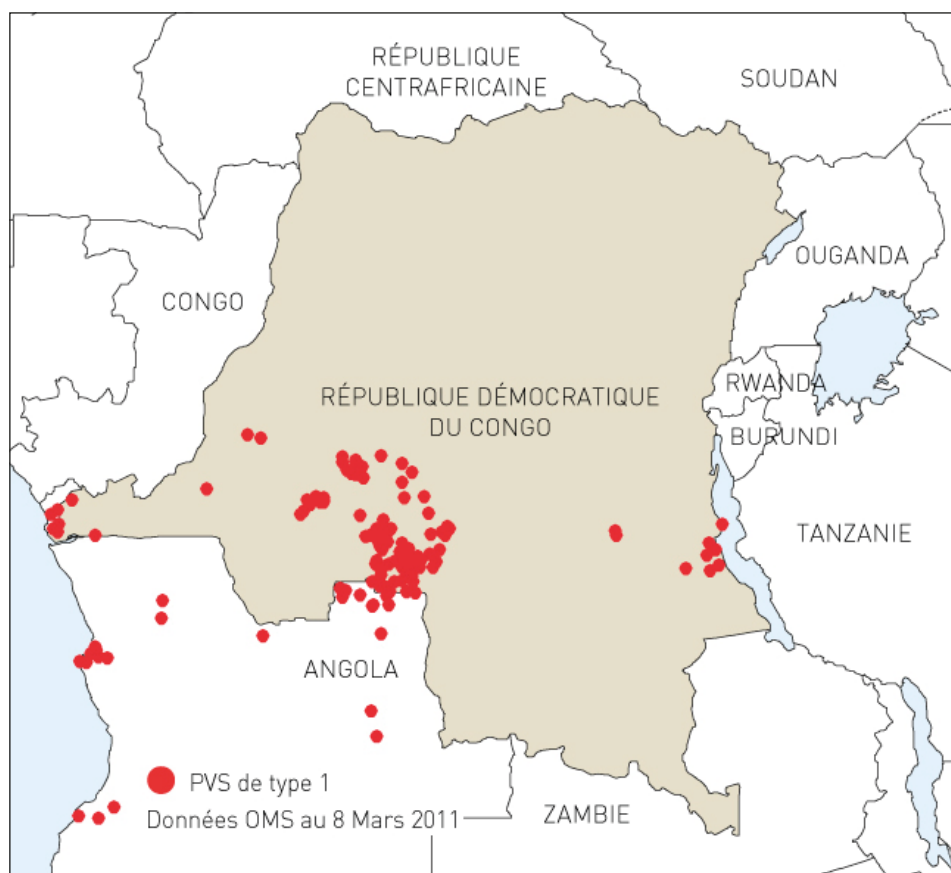 RÉPUBLIQUE
CENTRAFRICAINE
SOUDAN
OUGANDA
CONGO
RWANDA
RÉPUBLIQUE DÉMOCRATIQUE
DU CONGO
BURUNDI
TANZANIE
ANGOLA
PVS de type 1
Données OMS au 8 Mars 2011
ZAMBIE